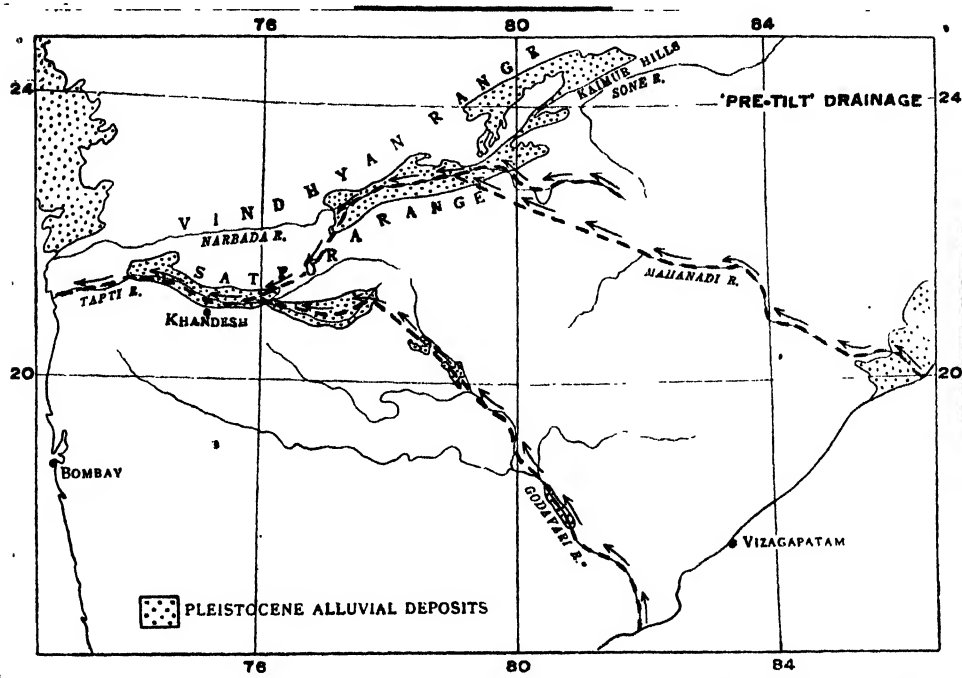 76 80 84
24 24
'PRE-TILT' DRAINAGE
VINDHYAN RANGE
KAIMUR HILLS
SONE R.
NARBADA R.
SATPURA RANGE
TAPTI R.
KHANDESH
MAHANADI R.
20 20
BOMBAY
GODAVARI R.
VIZAGAPATAM
PLEISTOCENE ALLUVIAL DEPOSITS
76 80 84